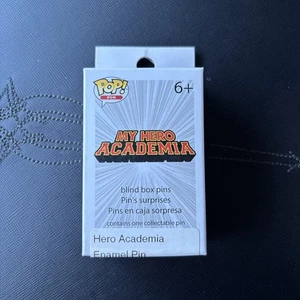 POP!
PIN
6+
MY HERO
ACADEMIA
blind box pins
Pin's surprises
Pins en caja sorpresa
contains one collectable pin
Hero Academia
Enamel Pin